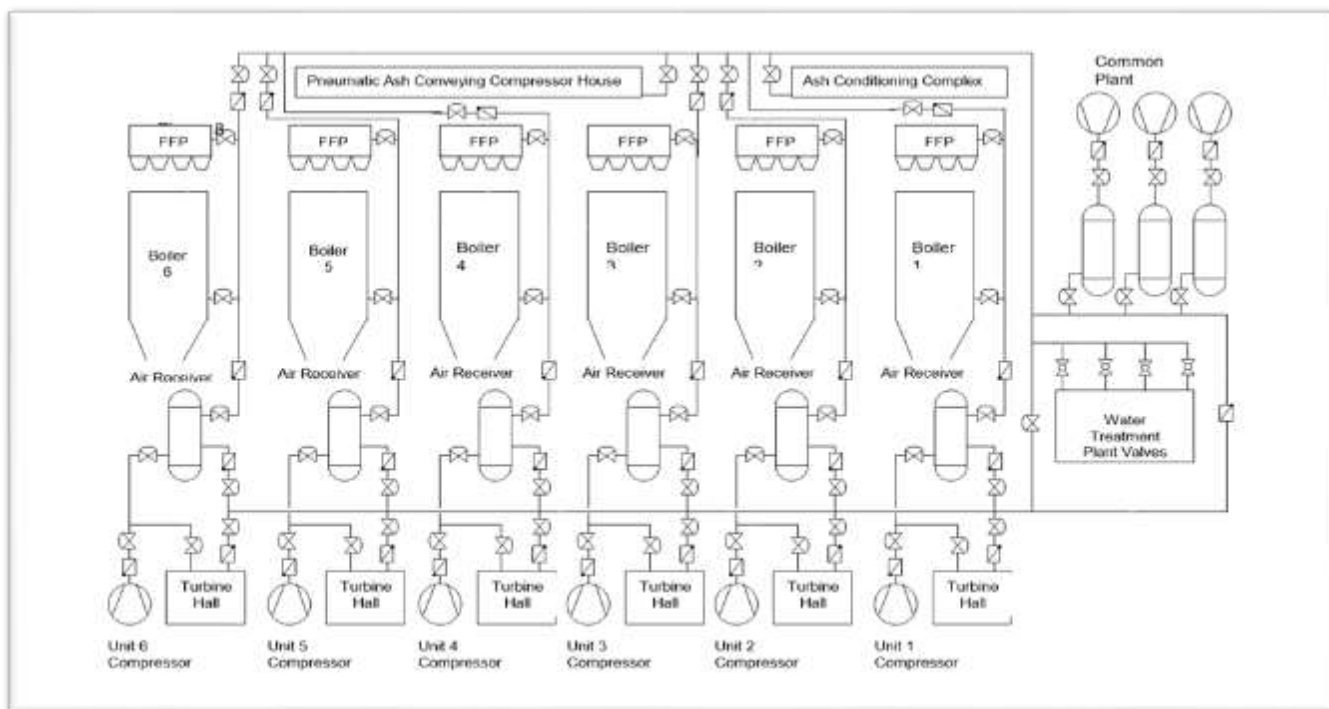 Pneumatic Ash Conveying Compressor House
Ash Conditioning Complex
Common
Plant
FFP
FFP
FFP
FFP
FFP
FFP
Boiler
6
Boiler
5
Boiler
4
Boiler
3
Boiler
2
Boiler
1
Air Receiver
Air Receiver
Air Receiver
Air Receiver
Air Receiver
Air Receiver
Water
Treatment
Plant Valves
Turbine
Hall
Turbine
Hall
Turbine
Hall
Turbine
Hall
Turbine
Hall
Turbine
Hall
Unit 6
Compressor
Unit 5
Compressor
Unit 4
Compressor
Unit 3
Compressor
Unit 2
Compressor
Unit 1
Compressor